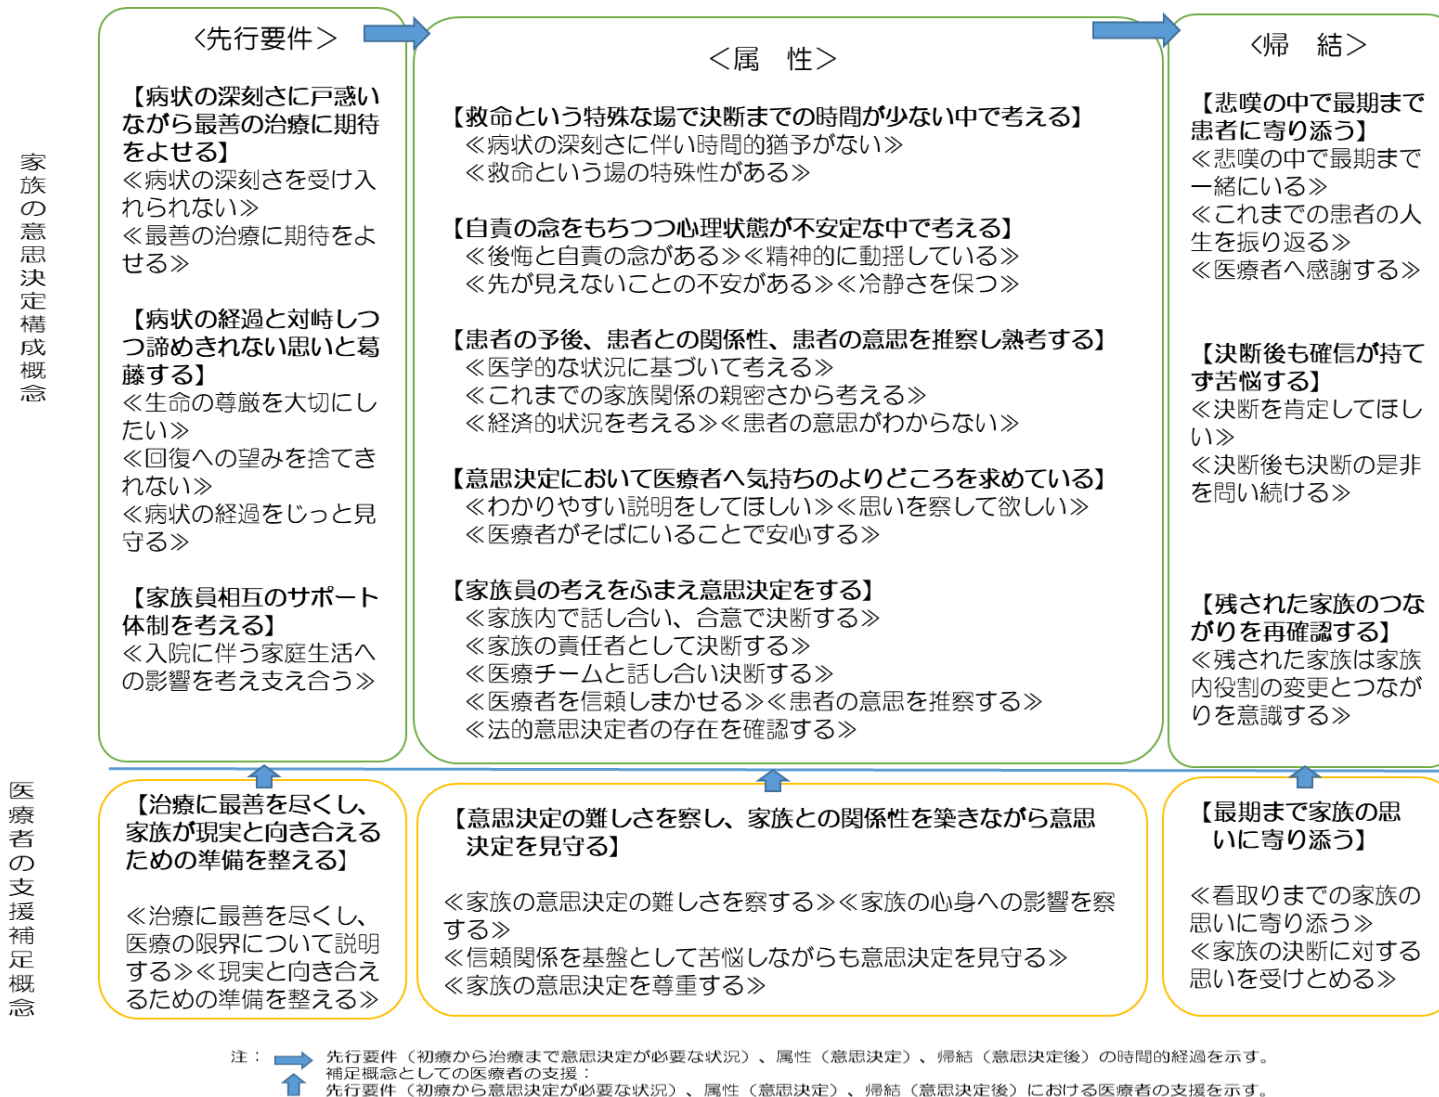 家族の意思決定構成概念
<先行要件＞
【病状の深刻さに戸惑い
ながら最善の治療に期待
をよせる】
≪病状の深刻さを受け入
れられない≫
≪最善の治療に期待をよ
せる≫
【病状の経過と対峙しつ
つ諦めきれない思いと葛
藤する】
≪生命の尊厳を大切にし
たい≫
≪回復への望みを捨てき
れない≫
≪病状の経過をじっと見
守る≫
【家族員相互のサポート
体制を考える】
≪入院に伴う家庭生活へ
の影響を考え支え合う≫
＜属　性＞
【救命という特殊な場で決断までの時間が少ない中で考える】
≪病状の深刻さに伴い時間的猶予がない≫
≪救命という場の特殊性がある≫
【自責の念をもちつつ心理状態が不安定な中で考える】
≪後悔と自責の念がある≫≪精神的に動揺している≫
≪先が見えないことの不安がある≫≪冷静さを保つ≫
【患者の予後、患者との関係性、患者の意思を推察し熟考する】
≪医学的な状況に基づいて考える≫
≪これまでの家族関係の親密さから考える≫
≪経済的状況を考える≫≪患者の意思がわからない≫
【意思決定において医療者へ気持ちのよりどころを求めている】
≪わかりやすい説明をしてほしい≫≪思いを察して欲しい≫
≪医療者がそばにいることで安心する≫
【家族員の考えをふまえ意思決定をする】
≪家族内で話し合い、合意で決断する≫
≪家族の責任者として決断する≫
≪医療チームと話し合い決断する≫
≪医療者を信頼しまかせる≫≪患者の意思を推察する≫
≪法的意思決定者の存在を確認する≫
<帰　結＞
【悲嘆の中で最期まで
患者に寄り添う】
≪悲嘆の中で最期まで
一緒にいる≫
≪これまでの患者の人
生を振り返る≫
≪医療者へ感謝する≫
【決断後も確信が持て
ず苦悩する】
≪決断を肯定してほし
い≫
≪決断後も決断の是非
を問い続ける≫
【残された家族のつな
がりを再確認する】
≪残された家族は家族
内役割の変更とつなが
りを意識する≫
医療者の支援補足概念
【治療に最善を尽くし、
家族が現実と向き合える
ための準備を整える】
≪治療に最善を尽くし、
医療の限界について説明
する≫≪現実と向き合え
るための準備を整える≫
【意思決定の難しさを察し、家族との関係性を築きながら意思
決定を見守る】
≪家族の意思決定の難しさを察する≫≪家族の心身への影響を察
する≫
≪信頼関係を基盤として苦悩しながらも意思決定を見守る≫
≪家族の意思決定を尊重する≫
【最期まで家族の思
いに寄り添う】
≪看取りまでの家族の
思いに寄り添う≫
≪家族の決断に対する
思いを受けとめる≫
注： 先行要件（初療から治療まで意思決定が必要な状況）、属性（意思決定）、帰結（意思決定後）の時間的経過を示す。
補足概念としての医療者の支援：
先行要件（初療から意思決定が必要な状況）、属性（意思決定）、帰結（意思決定後）における医療者の支援を示す。